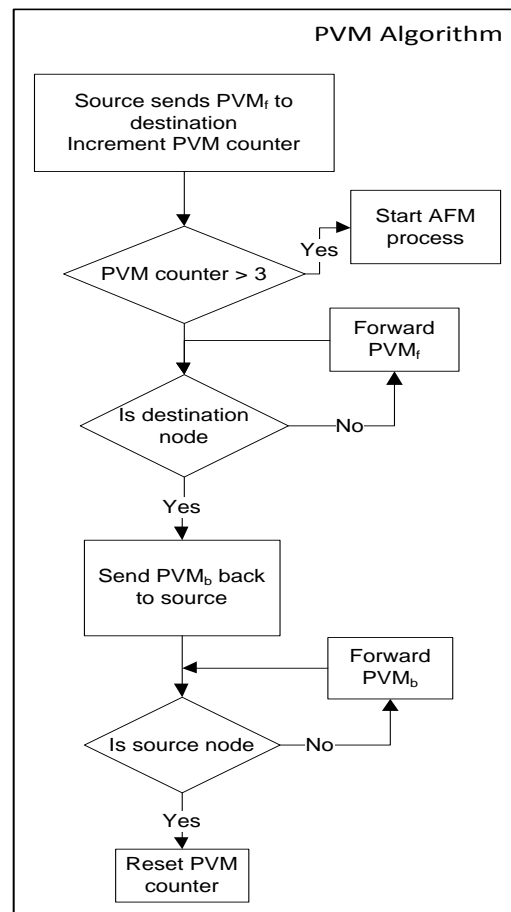 PVM Algorithm
Source sends PVMf to
destination
Increment PVM counter
Start AFM
process
Yes
PVM counter > 3
Forward
PVMf
Is destination
node
No
Yes
Send PVMb back
to source
Forward
PVMb
Is source node
No
Yes
Reset PVM
counter